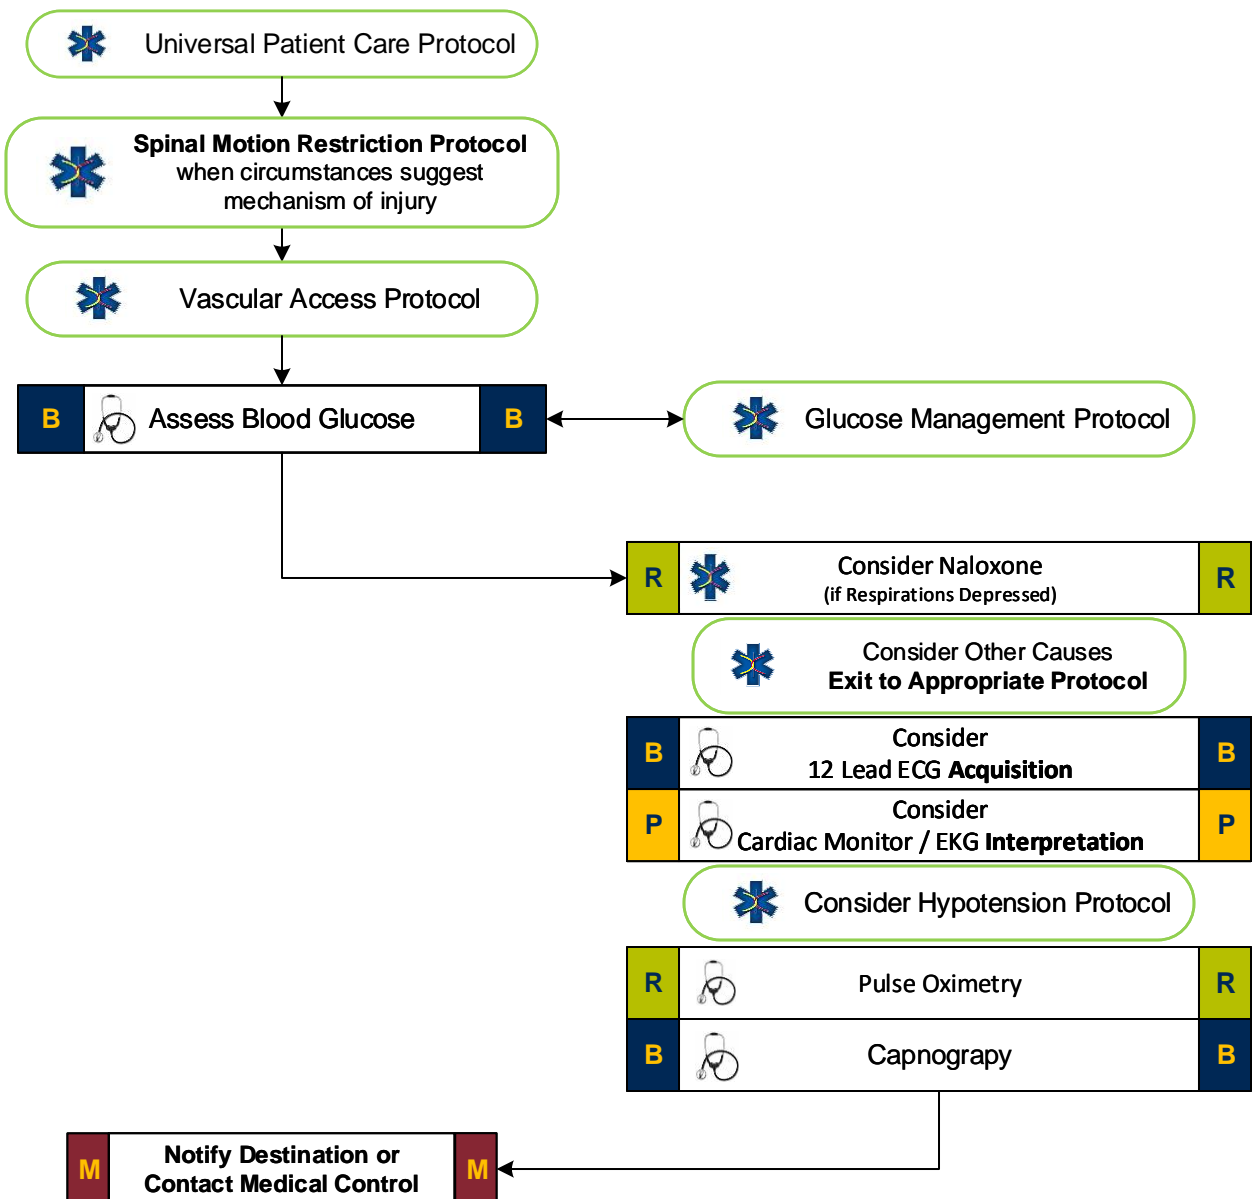 Universal Patient Care Protocol
Spinal Motion Restriction Protocol
when circumstances suggest
mechanism of injury
Vascular Access Protocol
B Assess Blood Glucose B
Glucose Management Protocol
R Consider Naloxone R
(if Respirations Depressed)
Consider Other Causes
Exit to Appropriate Protocol
B Consider B
12 Lead ECG Acquisition
P Consider P
Cardiac Monitor / EKG Interpretation
Consider Hypotension Protocol
R Pulse Oximetry R
B Capnograpy B
M Notify Destination or M
Contact Medical Control